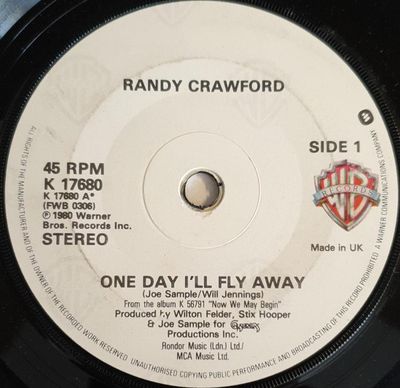 RANDY CRAWFORD
45 RPM
K 17680
K 17680 A*
(FWB 0306)
℗ 1980 Warner
Bros. Records Inc.
STEREO
SIDE 1
WB
RECORDS
Made in UK
ONE DAY I'LL FLY AWAY
(Joe Sample/Will Jennings)
From the album K 56791 "Now We May Begin"
Produced by Wilton Felder, Stix Hooper
& Joe Sample for Crusaders
Productions Inc.
Rondor Music (Ldn.) Ltd./
MCA Music Ltd.
ALL RIGHTS OF THE MANUFACTURER AND OF THE OWNER OF THE RECORDED WORK RESERVED UNAUTHORISED COPYING PUBLIC PERFORMANCE AND BROADCASTING OF THIS RECORD PROHIBITED A WARNER COMMUNICATIONS COMPANY